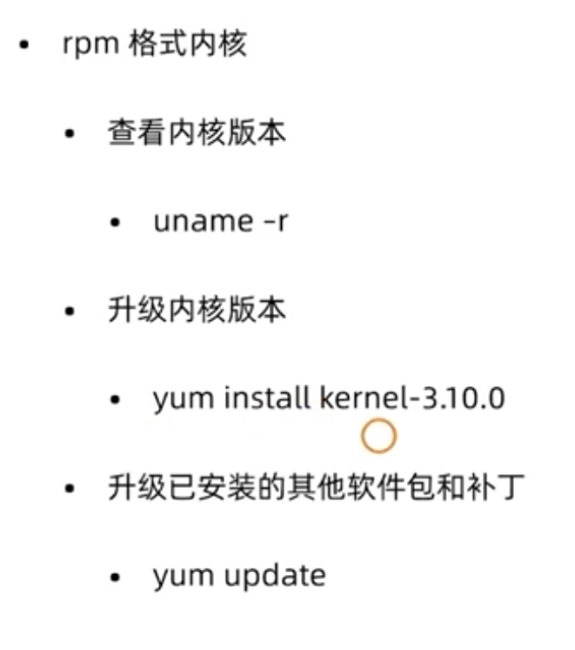 rpm 格式内核
查看内核版本
uname –r
升级内核版本
yum install kernel-3.10.0
升级已安装的其他软件包和补丁
yum update